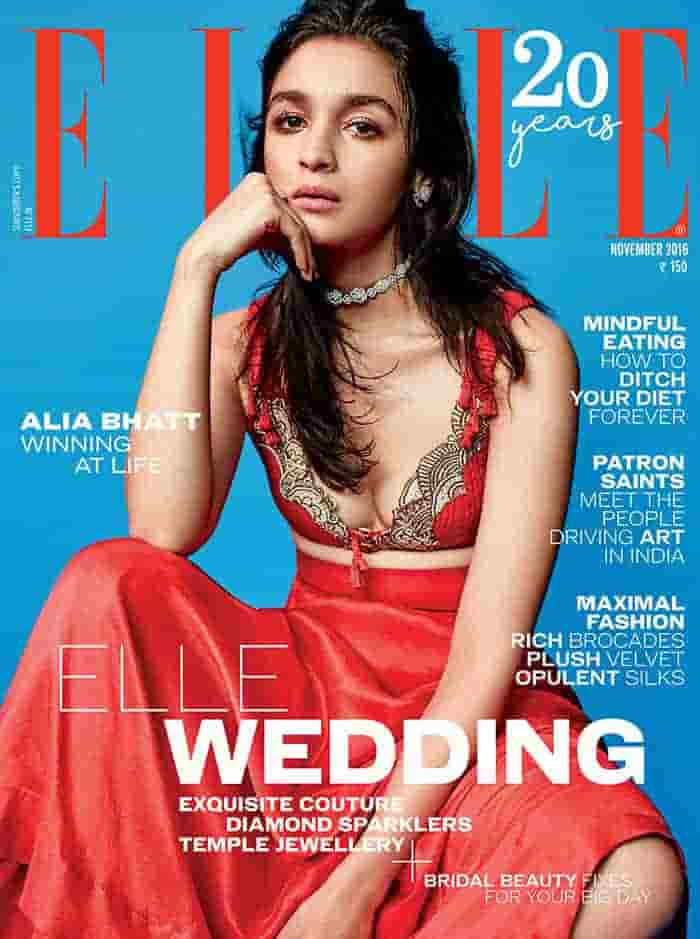 ELLE
20
years
NOVEMBER 2016
₹ 150
ELLE.IN
ALIA BHATT
WINNING
AT LIFE
MINDFUL
EATING
HOW TO
DITCH
YOUR DIET
FOREVER
PATRON
SAINTS
MEET THE
PEOPLE
DRIVING ART
IN INDIA
MAXIMAL
FASHION
RICH BROCADES
PLUSH VELVET
OPULENT SILKS
ELLE
WEDDING
EXQUISITE COUTURE
DIAMOND SPARKLERS
TEMPLE JEWELLERY
+
BRIDAL BEAUTY FIXES
FOR YOUR BIG DAY